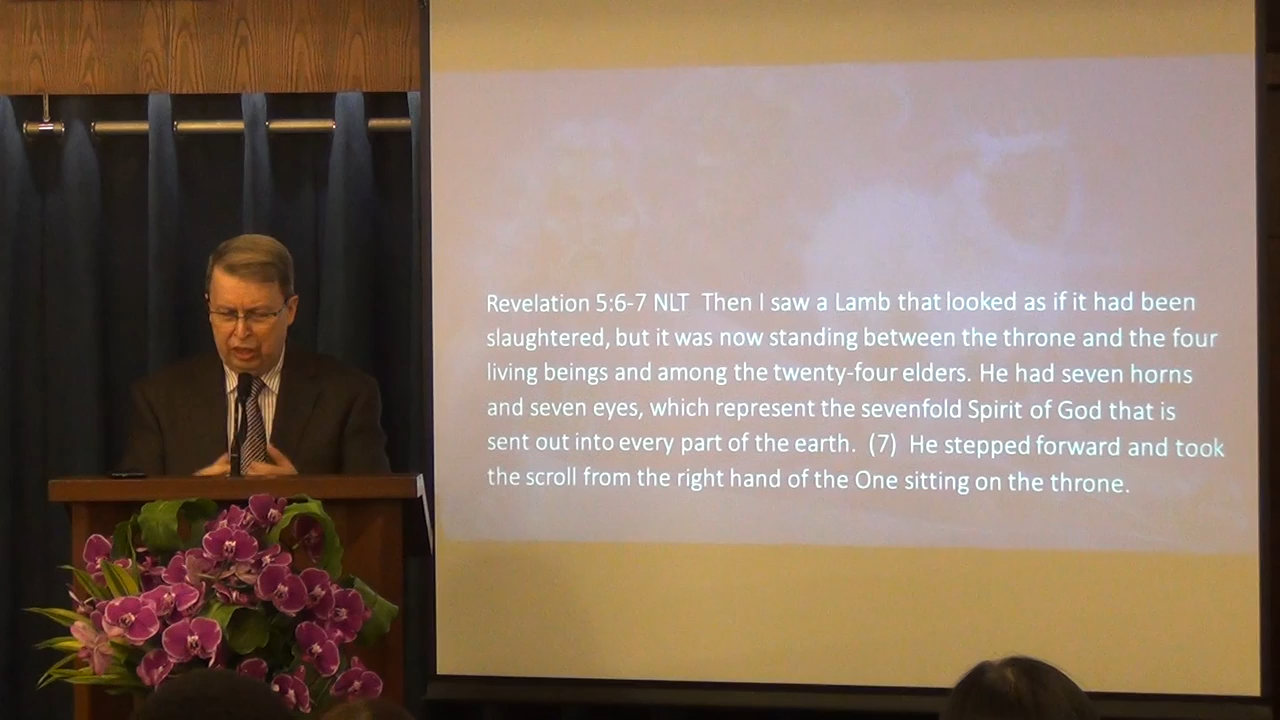 Revelation 5:6-7 NLT  Then I saw a Lamb that looked as if it had been
slaughtered, but it was now standing between the throne and the four
living beings and among the twenty-four elders. He had seven horns
and seven eyes, which represent the sevenfold Spirit of God that is
sent out into every part of the earth.  (7)  He stepped forward and took
the scroll from the right hand of the One sitting on the throne.